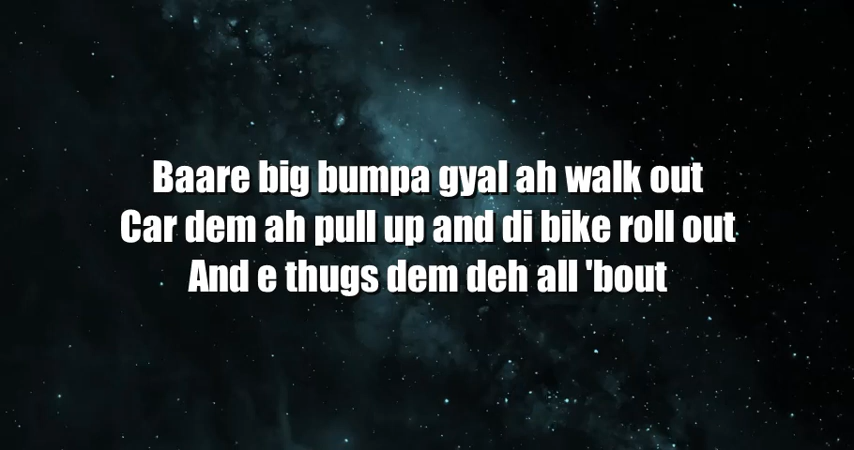 Baare big bumpa gyal ah walk out
Car dem ah pull up and di bike roll out
And e thugs dem deh all 'bout